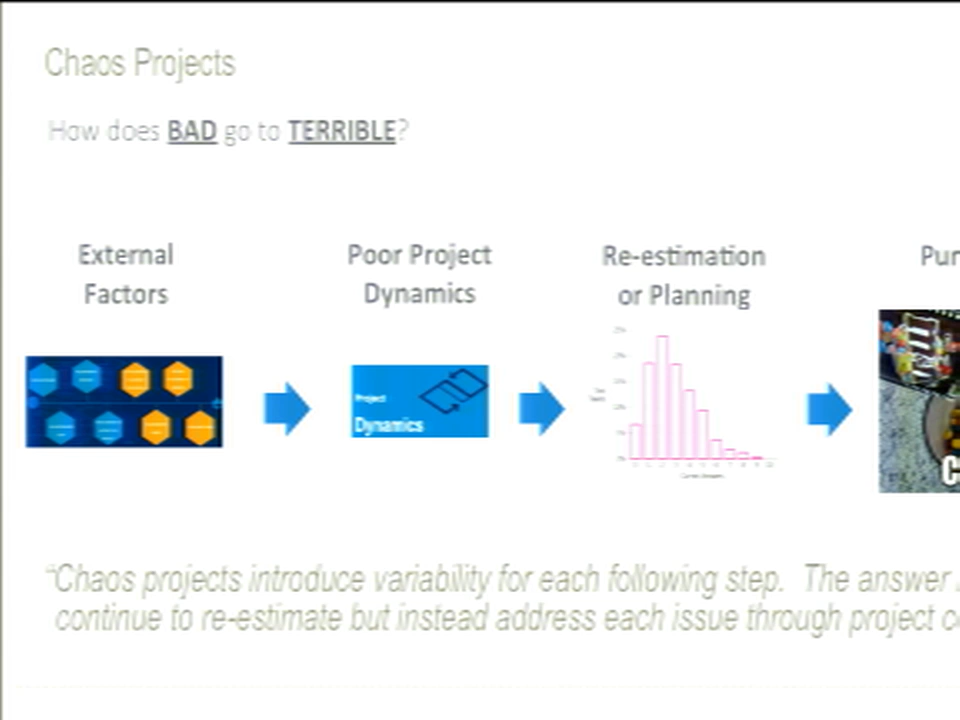 Chaos Projects
How does BAD go to TERRIBLE?
External
Factors
Poor Project
Dynamics
Re-estimation
or Planning
Pur
Project
Dynamics
C
"Chaos projects introduce variability for each following step. The answer
continue to re-estimate but instead address each issue through project